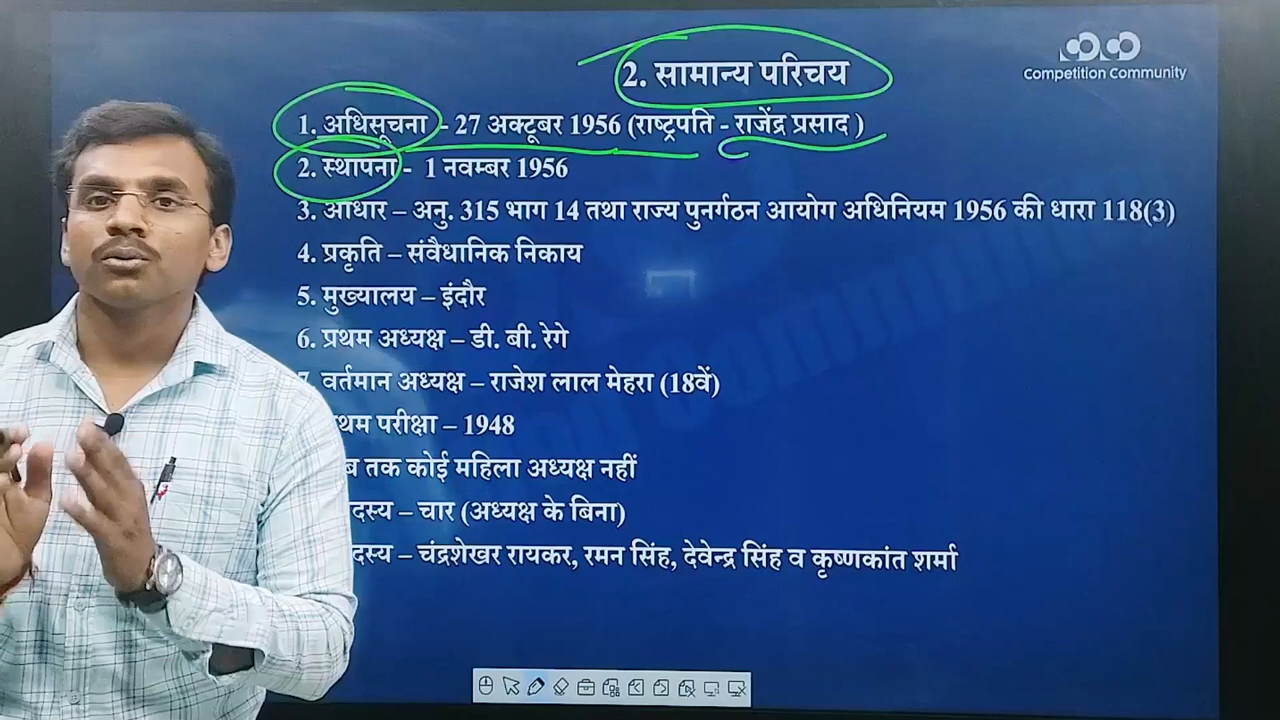 2. सामान्य परिचय
Competition Community
1. अधिसूचना - 27 अक्टूबर 1956 (राष्ट्रपति - राजेंद्र प्रसाद )
2. स्थापना - 1 नवम्बर 1956
3. आधार – अनु. 315 भाग 14 तथा राज्य पुनर्गठन आयोग अधिनियम 1956 की धारा 118(3)
4. प्रकृति – संवैधानिक निकाय
5. मुख्यालय – इंदौर
6. प्रथम अध्यक्ष – डी. बी. रेगे
7. वर्तमान अध्यक्ष – राजेश लाल मेहरा (18वें)
थम परीक्षा – 1948
ब तक कोई महिला अध्यक्ष नहीं
दस्य – चार (अध्यक्ष के बिना)
दस्य – चंद्रशेखर रायकर, रमन सिंह, देवेन्द्र सिंह व कृष्णकांत शर्मा